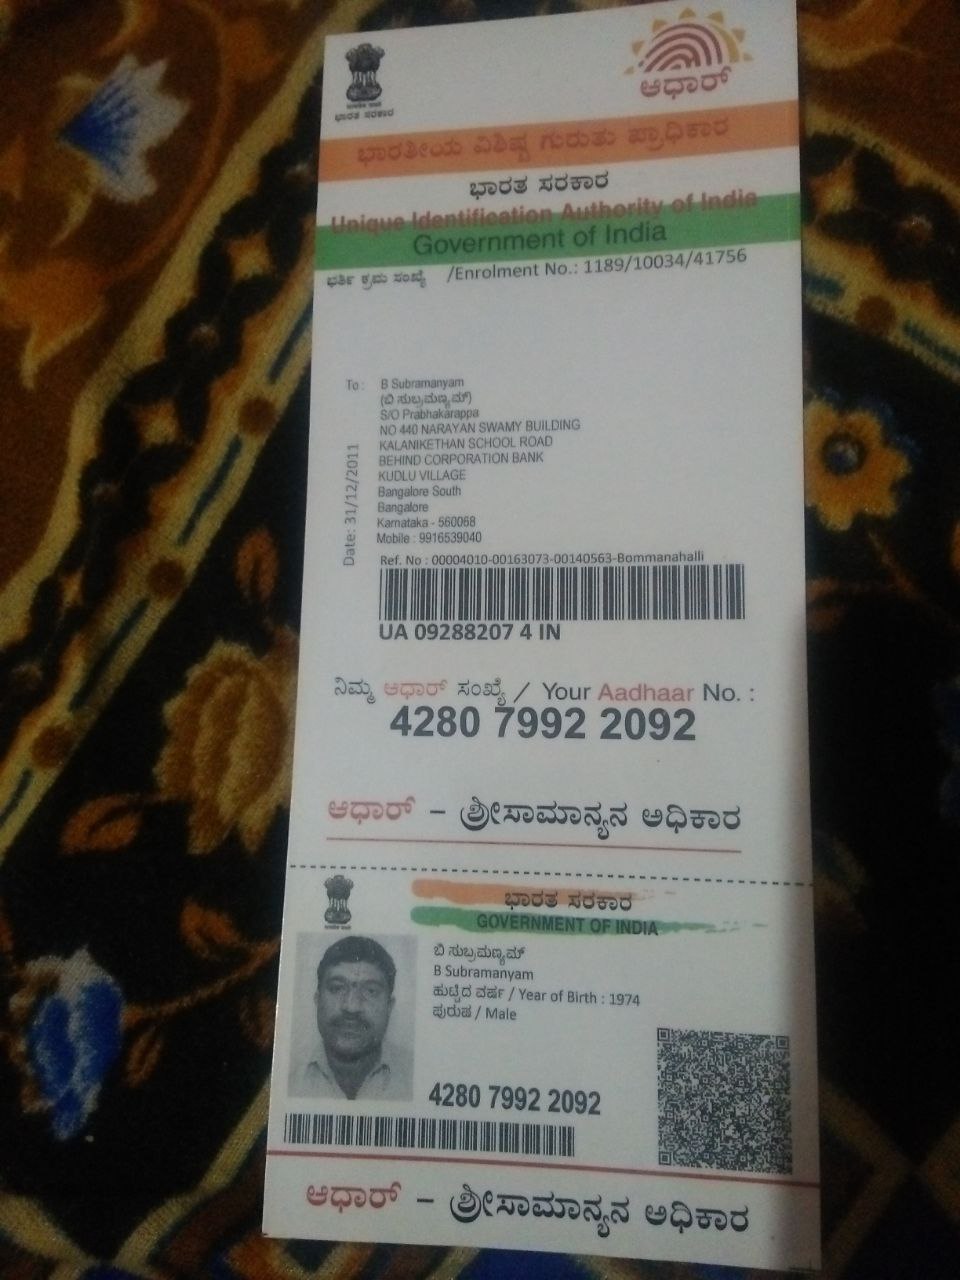 ಭಾರತ ಸರಕಾರ
ಆಧಾರ್
ಭಾರತೀಯ ವಿಶಿಷ್ಟ ಗುರುತು ಪ್ರಾಧಿಕಾರ
ಭಾರತ ಸರಕಾರ
Unique Identification Authority of India
Government of India
ಭರ್ತಿ ಕ್ರಮ ಸಂಖ್ಯೆ /Enrolment No.: 1189/10034/41756
To : B Subramanyam
(ಬಿ ಸುಬ್ರಮಣ್ಯಮ್)
S/O Prabhakarappa
NO 440 NARAYAN SWAMY BUILDING
KALANIKETHAN SCHOOL ROAD
BEHIND CORPORATION BANK
KUDLU VILLAGE
Bangalore South
Bangalore
Karnataka - 560068
Mobile : 9916539040
Date: 31/12/2011
Ref. No : 00004010-00163073-00140563-Bommanahalli
UA 09288207 4 IN
ನಿಮ್ಮ ಆಧಾರ್ ಸಂಖ್ಯೆ / Your Aadhaar No. :
4280 7992 2092
ಆಧಾರ್ – ಶ್ರೀಸಾಮಾನ್ಯನ ಅಧಿಕಾರ
ಭಾರತ ಸರಕಾರ
GOVERNMENT OF INDIA
ಬಿ ಸುಬ್ರಮಣ್ಯಮ್
B Subramanyam
ಹುಟ್ಟಿದ ವರ್ಷ / Year of Birth : 1974
ಪುರುಷ / Male
4280 7992 2092
ಆಧಾರ್ – ಶ್ರೀಸಾಮಾನ್ಯನ ಅಧಿಕಾರ